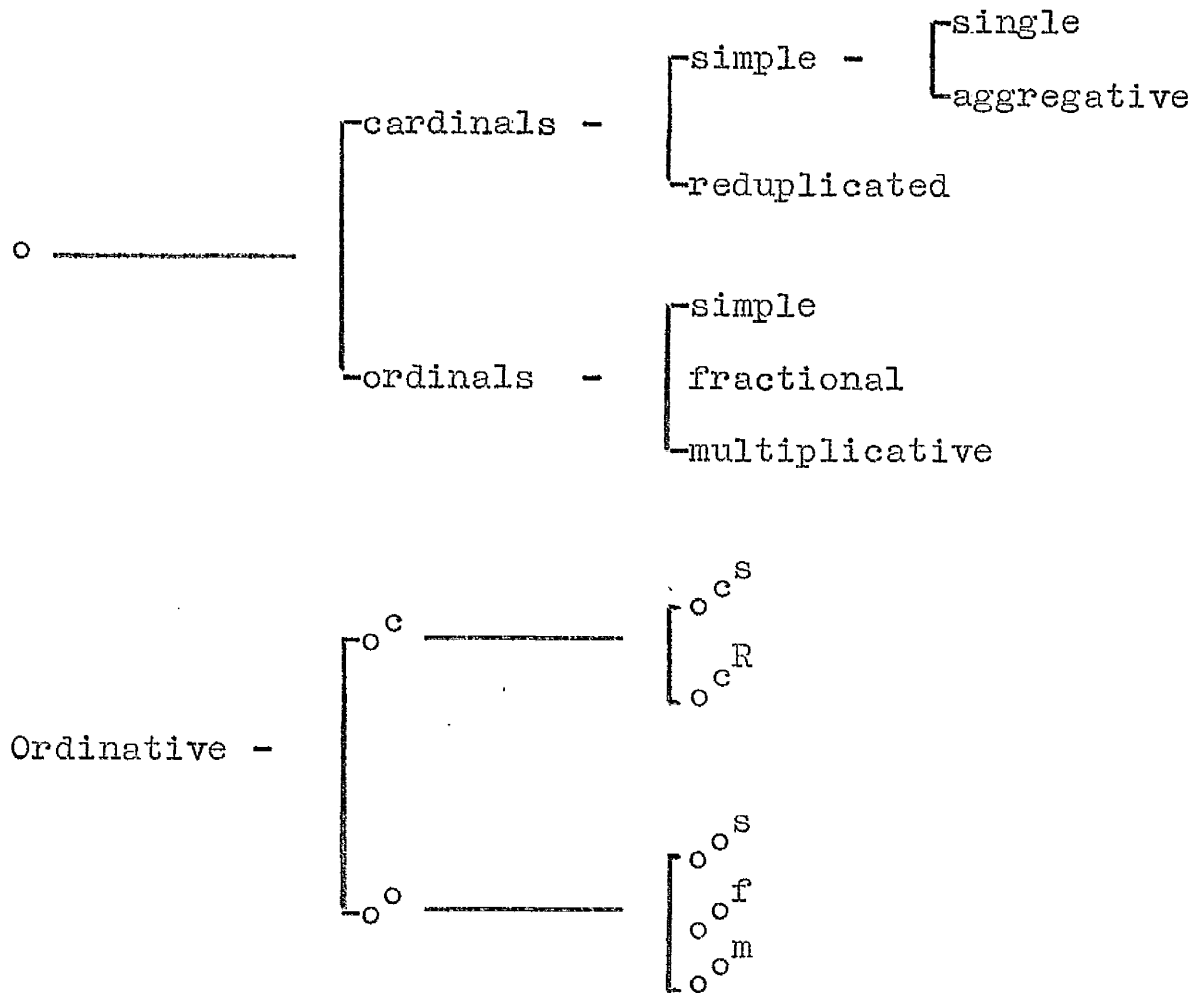 single
simple -
aggregative
cardinals -
reduplicated
o
simple
ordinals -
fractional
multiplicative
o^c^s
o^c
o^c^R
Ordinative -
o^o^s
o^o
o^o^f
o^o^m